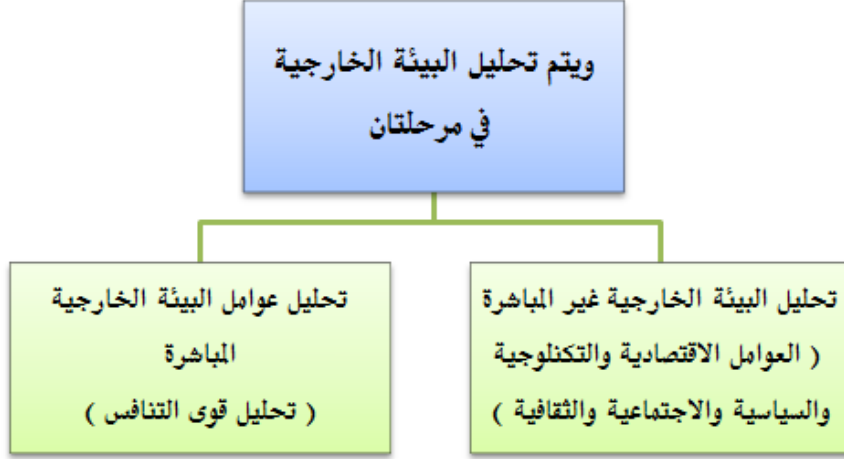 ويتم تحليل البيئة الخارجية
في مرحلتان
تحليل البيئة الخارجية غير المباشرة
( العوامل الاقتصادية والتكنلوجية
والسياسية والاجتماعية والثقافية )
تحليل عوامل البيئة الخارجية
المباشرة
( تحليل قوى التنافس )